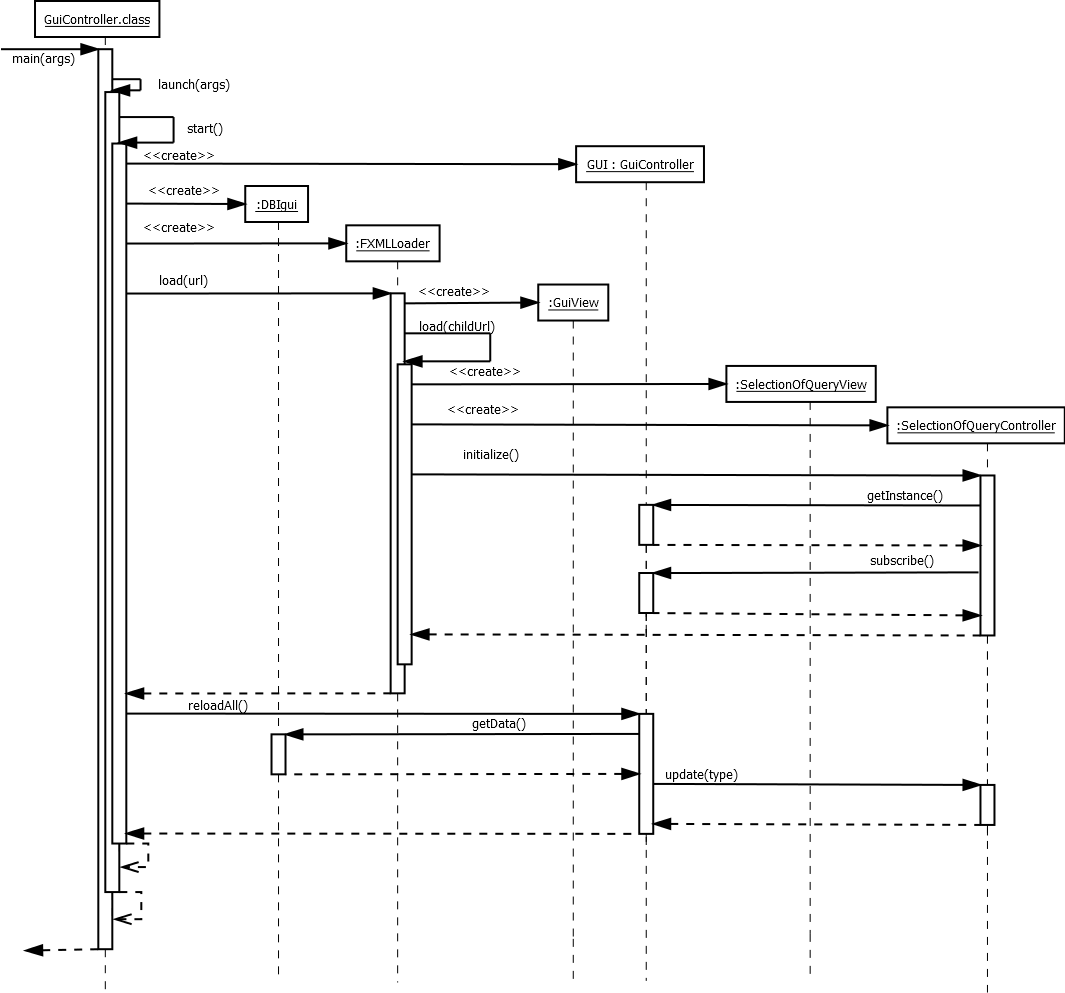 GuiController.class
main(args)
launch(args)
start()
<<create>>
GUI : GuiController
<<create>>
:DBIgui
<<create>>
:FXMLLoader
load(url)
<<create>>
:GuiView
load(childUrl)
<<create>>
:SelectionOfQueryView
<<create>>
:SelectionOfQueryController
initialize()
getInstance()
subscribe()
reloadAll()
getData()
update(type)